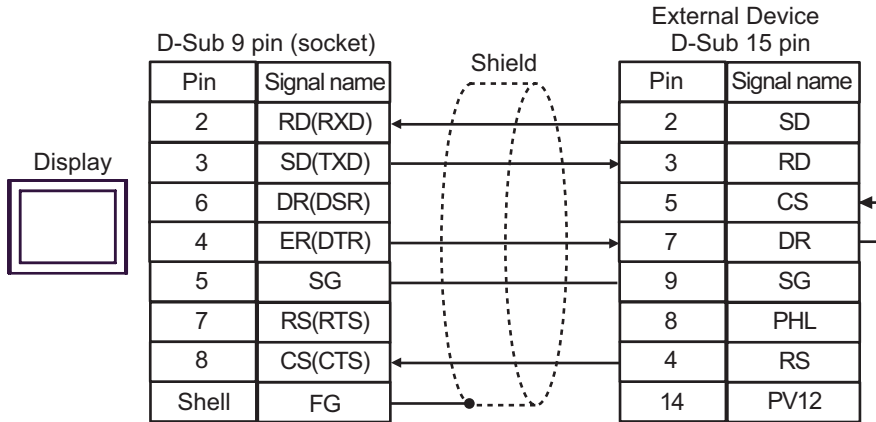 External Device
D-Sub 9 pin (socket)
D-Sub 15 pin
Shield
Pin Signal name Pin Signal name
2 RD(RXD) 2 SD
Display
3 SD(TXD) 3 RD
6 DR(DSR) 5 CS
4 ER(DTR) 7 DR
5 SG 9 SG
7 RS(RTS) 8 PHL
8 CS(CTS) 4 RS
Shell FG 14 PV12